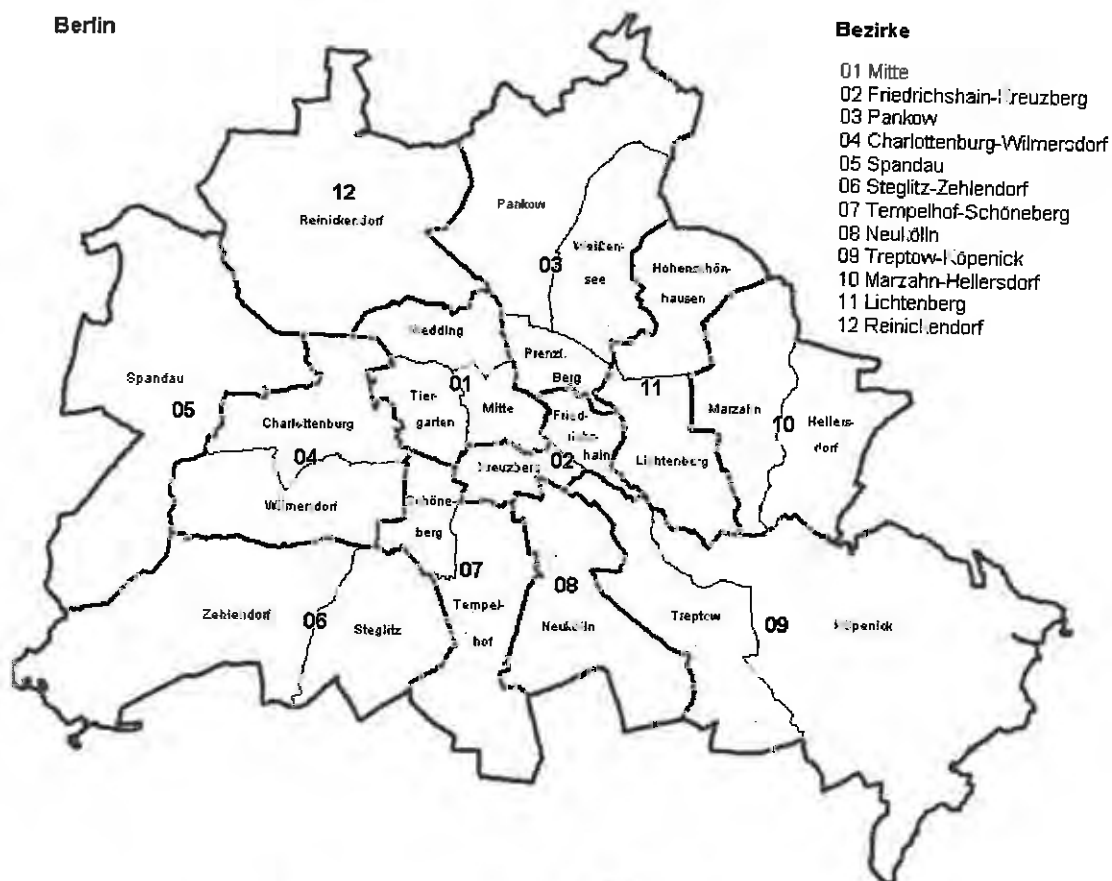 Berlin
Bezirke
01 Mitte
02 Friedrichshain-Kreuzberg
03 Pankow
04 Charlottenburg-Wilmersdorf
05 Spandau
06 Steglitz-Zehlendorf
07 Tempelhof-Schöneberg
08 Neukölln
09 Treptow-Köpenick
10 Marzahn-Hellersdorf
11 Lichtenberg
12 Reinickendorf
12
Reinickendorf
Pankow
03
Weißen-
see
Hohenschön-
hausen
Wedding
Prenzl.
Berg
11
Spandau
05
01
Tier-
garten
Mitte
Fried-
richs-
hain
Marzahn
10
Hellers-
dorf
Charlottenburg
04
Kreuzberg
02
Lichtenberg
Wilmersdorf
Schöne-
berg
07
08
Zehlendorf
06
Steglitz
Tempel-
hof
Neukölln
Treptow
09
Köpenick